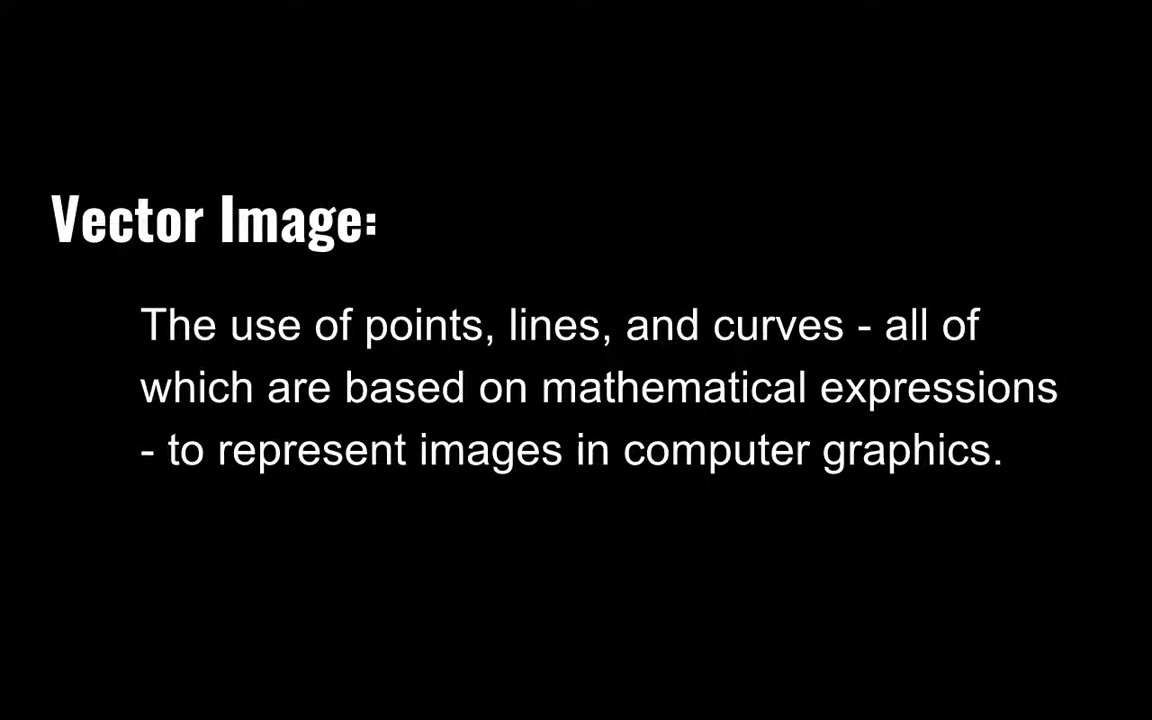 Vector Image:
The use of points, lines, and curves - all of
which are based on mathematical expressions
- to represent images in computer graphics.